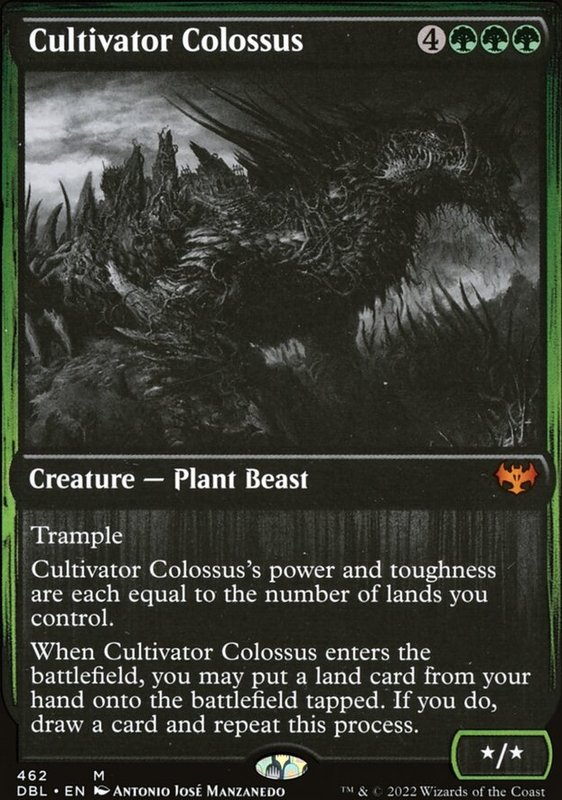 Cultivator Colossus 4
Creature — Plant Beast
Trample
Cultivator Colossus's power and toughness
are each equal to the number of lands you
control.
When Cultivator Colossus enters the
battlefield, you may put a land card from your
hand onto the battlefield tapped. If you do,
draw a card and repeat this process.
★/★
462 M
DBL • EN Antonio José Manzanedo ™ & © 2022 Wizards of the Coast